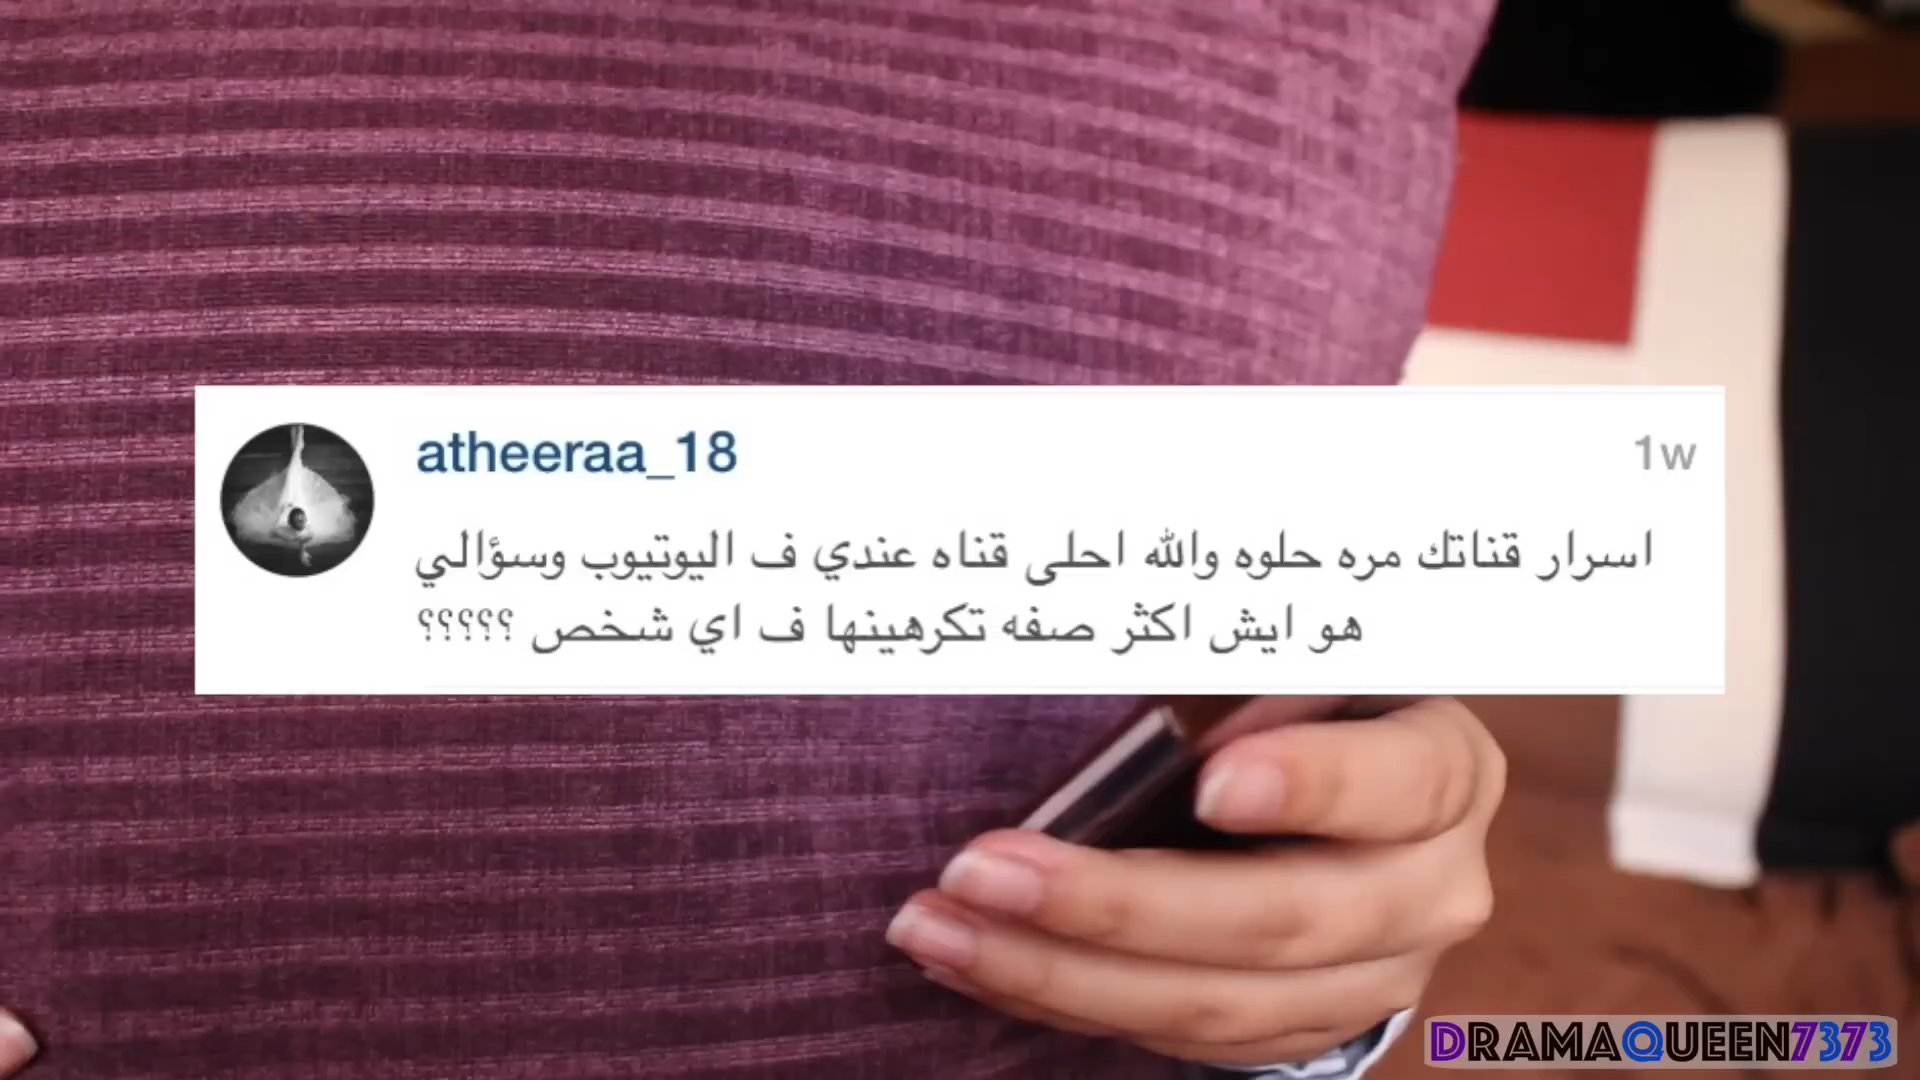 atheeraa_18
1w
اسرار قناتك مره حلوه والله احلى قناه عندي ف اليوتيوب وسؤالي
هو ايش اكثر صفه تكرهينها ف اي شخص ؟؟؟؟؟
DRAMAQUEEN7373